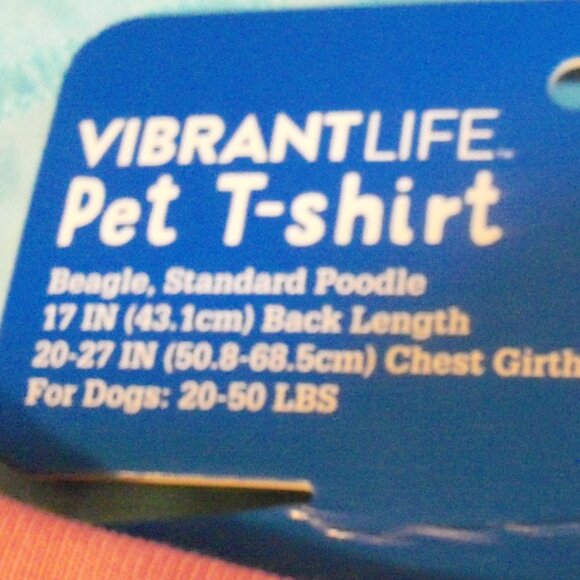 VIBRANTLIFE™
Pet T-shirt
Beagle, Standard Poodle
17 IN (43.1cm) Back Length
20-27 IN (50.8-68.5cm) Chest Girth
For Dogs: 20-50 LBS